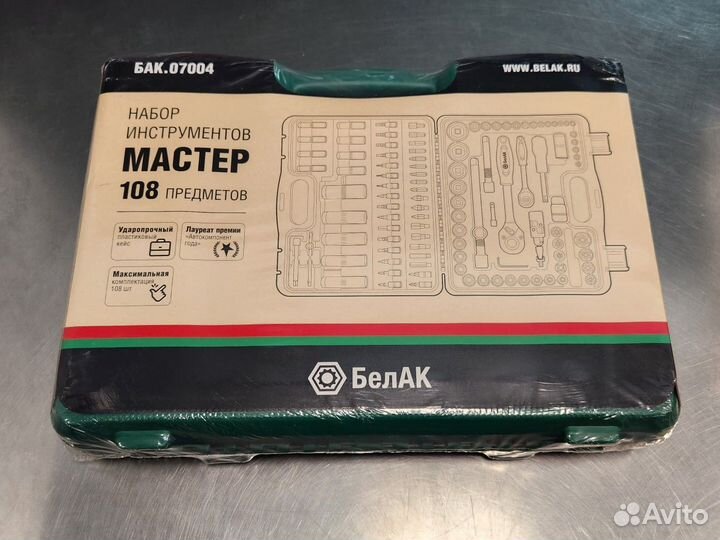 БАК.07004
WWW.BELAK.RU
НАБОР
ИНСТРУМЕНТОВ
МАСТЕР
108 ПРЕДМЕТОВ
Ударопрочный
пластиковый
кейс
Лауреат премии
«Автокомпонент
года»
Максимальная
комплектация
108 шт
БелАК
Avito